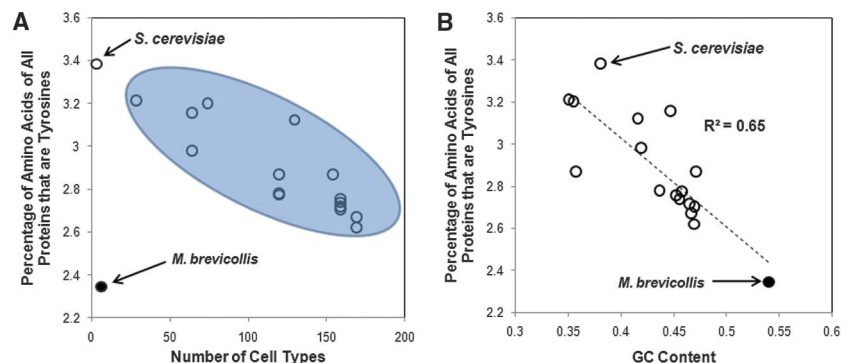 A
Percentage of Amino Acids of All
Proteins that are Tyrosines
3.6
3.4
3.2
3
2.8
2.6
2.4
2.2
S. cerevisiae
M. brevicollis
0
50
100
150
200
Number of Cell Types
B
Percentage of Amino Acids of All
Proteins that are Tyrosines
3.6
3.4
3.2
3
2.8
2.6
2.4
2.2
S. cerevisiae
R² = 0.65
M. brevicollis
0.3
0.35
0.4
0.45
0.5
0.55
0.6
GC Content